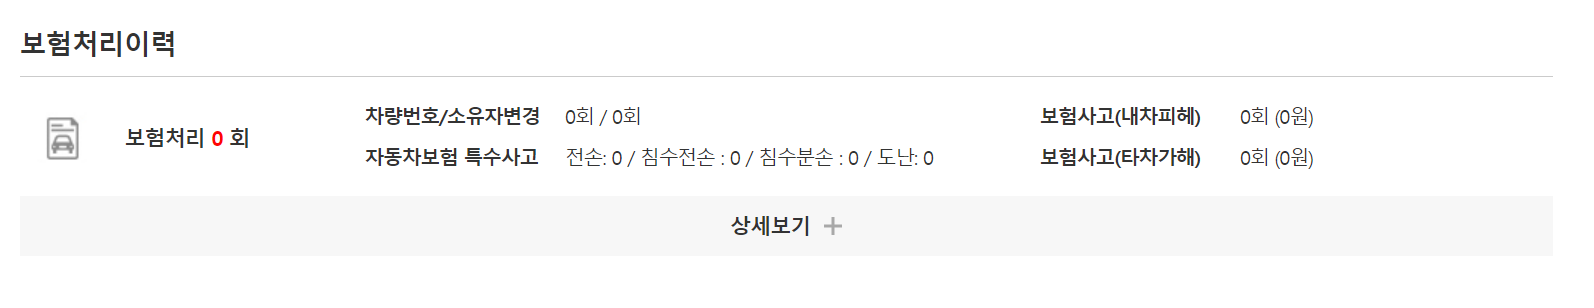 보험처리이력
보험처리 0 회
차량번호/소유자변경 0회 / 0회
자동차보험 특수사고 전손: 0 / 침수전손 : 0 / 침수분손 : 0 / 도난: 0
보험사고(내차피헤) 0회 (0원)
보험사고(타차가해) 0회 (0원)
상세보기 +